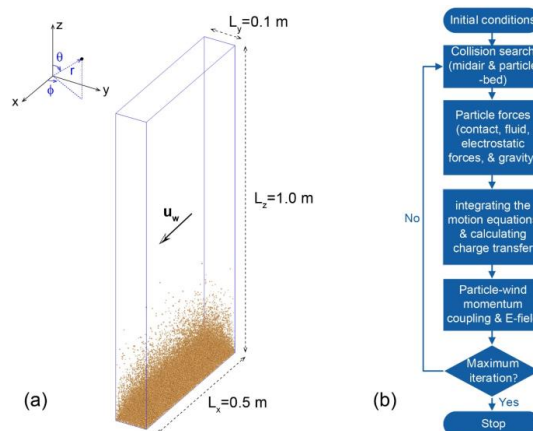 (a)
z
θ
r
ϕ
x
y
L_y=0.1 m
L_z=1.0 m
u_w
L_x=0.5 m
(b)
Initial conditions
Collision search
(midair & particle
-bed)
Particle forces
(contact, fluid,
electrostatic
forces, & gravity
integrating the
motion equations
& calculating
charge transfer
Particle-wind
momentum
coupling & E-field
Maximum
iteration?
No
Yes
Stop